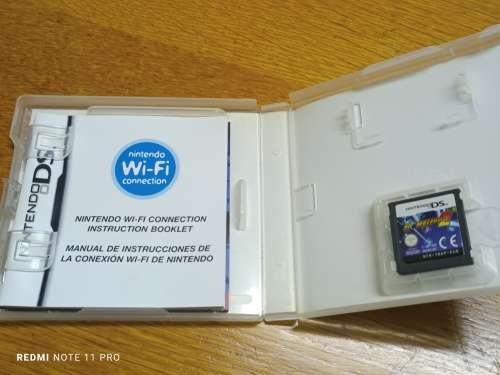 nintendo
Wi-Fi
connection
NINTENDO DS
NINTENDO WI-FI CONNECTION
INSTRUCTION BOOKLET
MANUAL DE INSTRUCCIONES DE
LA CONEXIÓN WI-FI DE NINTENDO
NINTENDO DS
CE
REDMI NOTE 11 PRO